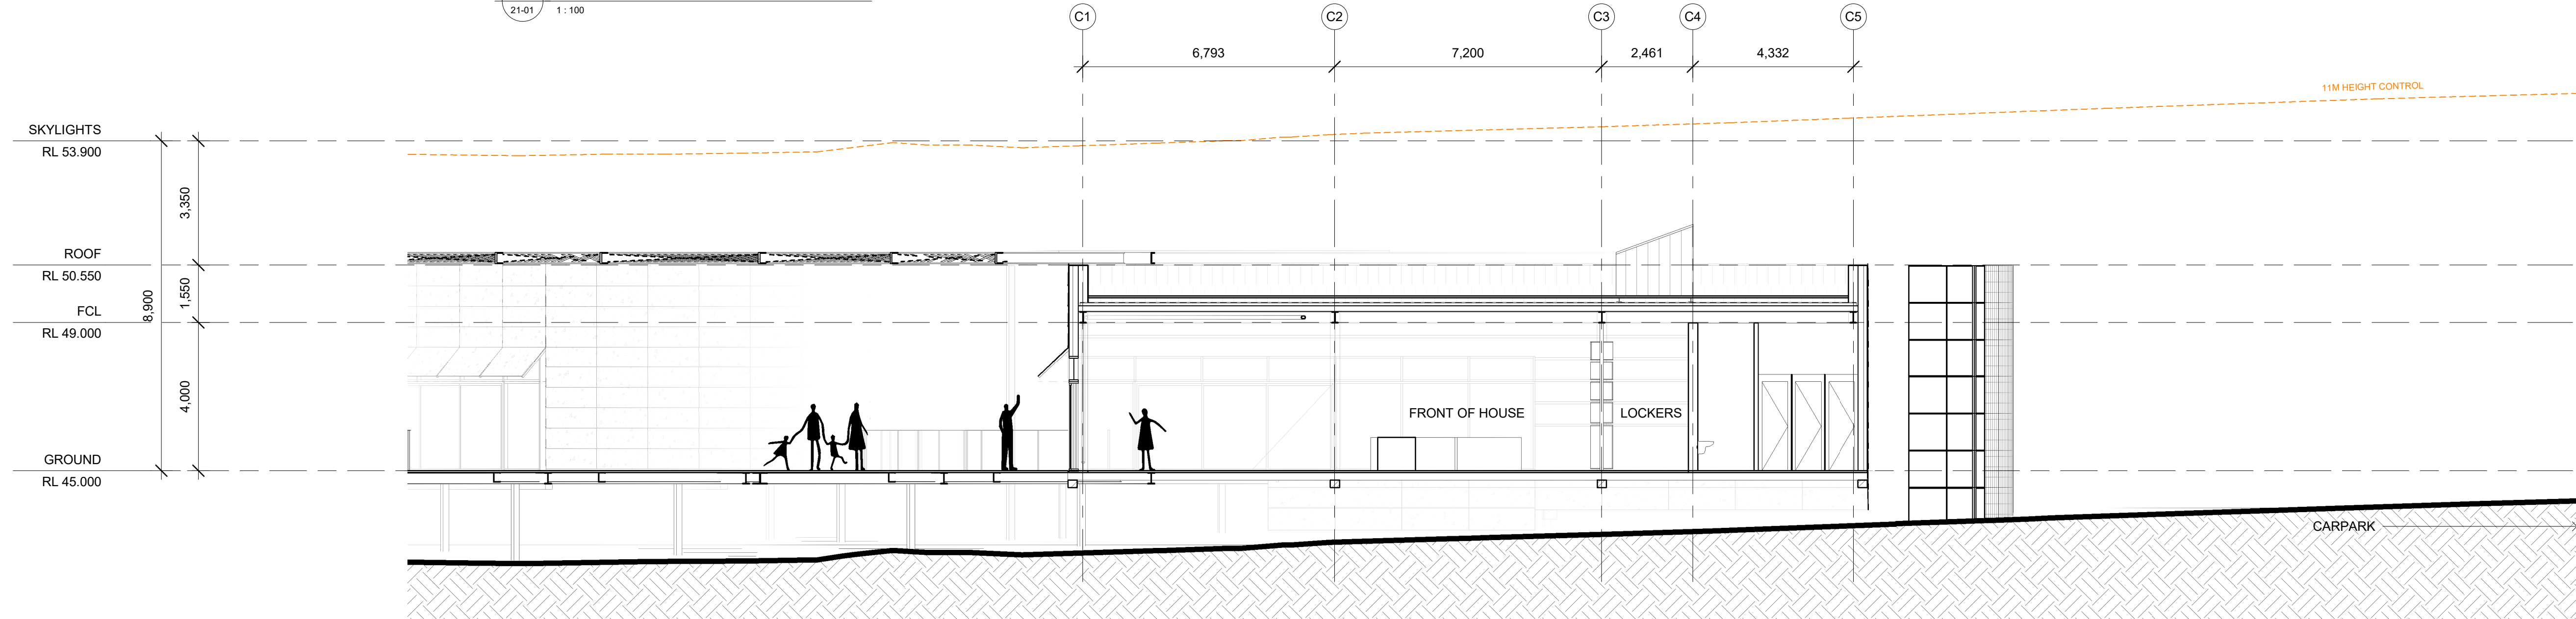 21-01
1 : 100
C1
C2
C3
C4
C5
6,793
7,200
2,461
4,332
11M HEIGHT CONTROL
SKYLIGHTS
RL 53.900
3,350
ROOF
RL 50.550
1,550
8,900
FCL
RL 49.000
4,000
FRONT OF HOUSE
LOCKERS
GROUND
RL 45.000
CARPARK